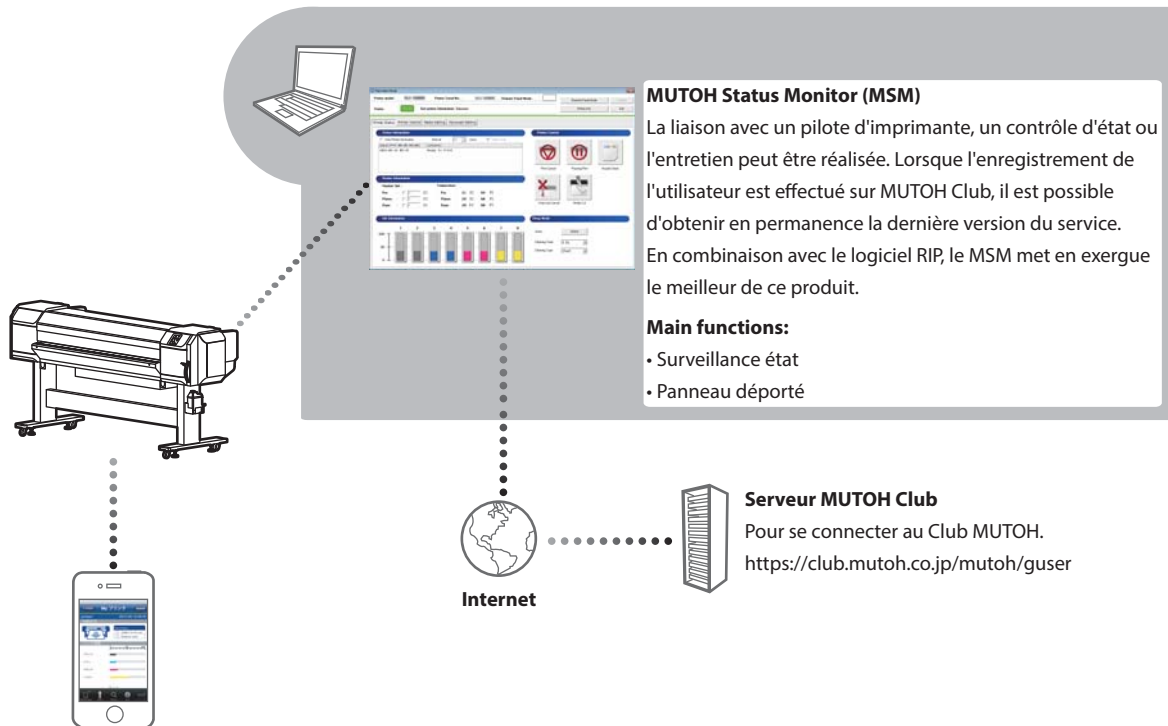 MUTOH Status Monitor (MSM)
La liaison avec un pilote d'imprimante, un contrôle d'état ou
l'entretien peut être réalisée. Lorsque l'enregistrement de
l'utilisateur est effectué sur MUTOH Club, il est possible
d'obtenir en permanence la dernière version du service.
En combinaison avec le logiciel RIP, le MSM met en exergue
le meilleur de ce produit.
Main functions:
• Surveillance état
• Panneau déporté
Serveur MUTOH Club
Pour se connecter au Club MUTOH.
https://club.mutoh.co.jp/mutoh/guser
Internet